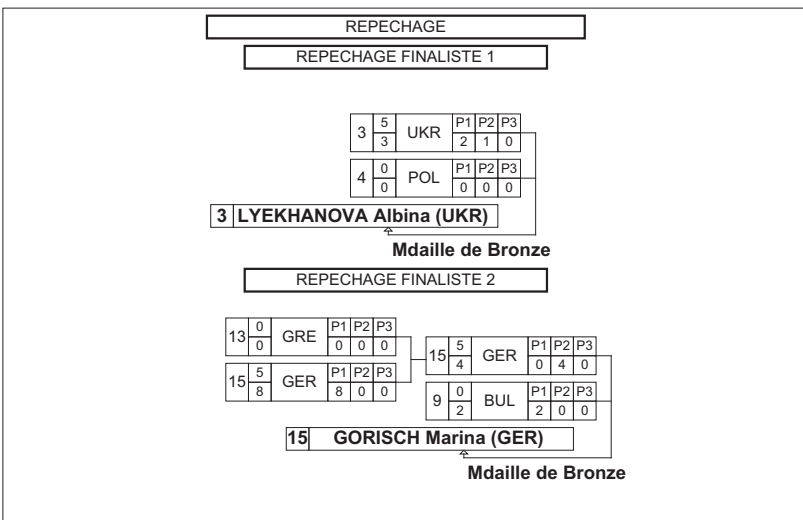 REPECHAGE
REPECHAGE FINALISTE 1
3 5 UKR P1 P2 P3
3 2 1 0
4 0 POL P1 P2 P3
0 0 0 0
3 LYEKHANOVA Albina (UKR)
Mdaille de Bronze
REPECHAGE FINALISTE 2
13 0 GRE P1 P2 P3
0 0 0 0
15 5 GER P1 P2 P3
8 8 0 0
15 5 GER P1 P2 P3
4 0 4 0
9 0 BUL P1 P2 P3
2 2 0 0
15 GORISCH Marina (GER)
Mdaille de Bronze